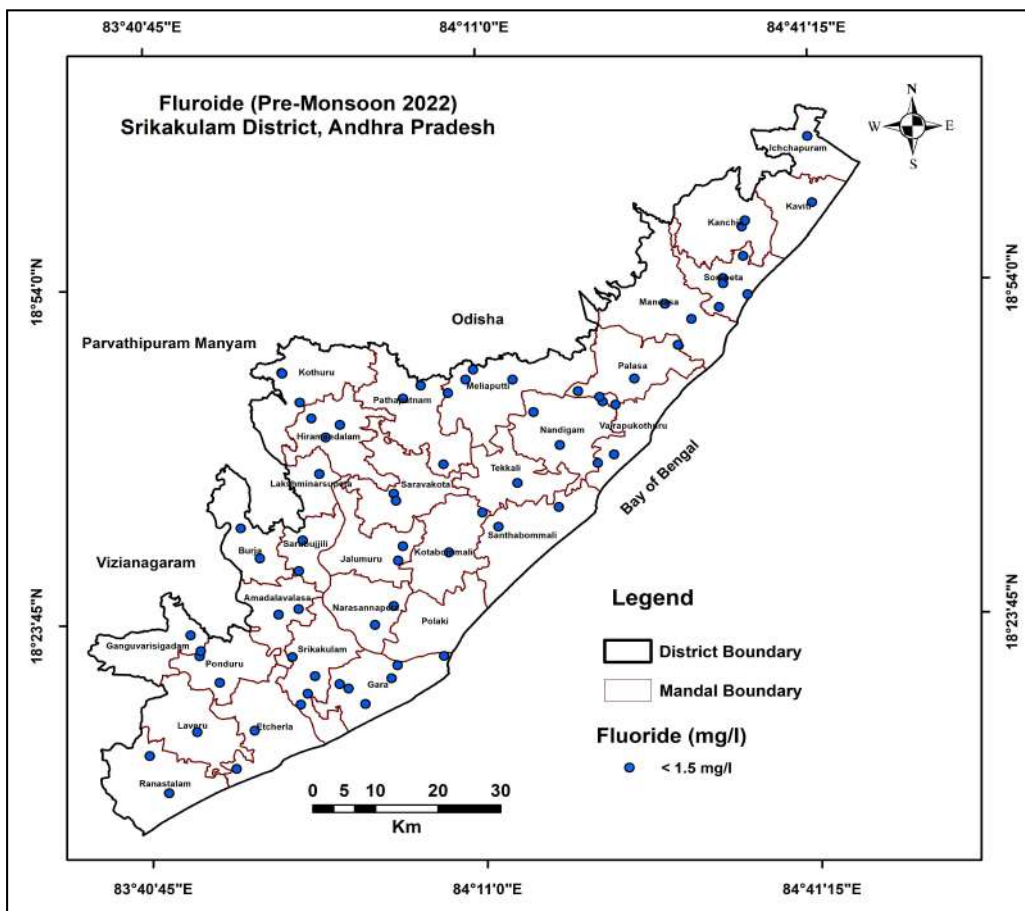 83°40'45"E
84°11'0"E
84°41'15"E
Fluroide (Pre-Monsoon 2022)
Srikakulam District, Andhra Pradesh
N
W
E
S
Ichchapuram
Kaviti
Kanchili
Sompeta
18°54'0"N
18°54'0"N
Mandasa
Odisha
Parvathipuram Manyam
Palasa
Kothuru
Meliaputti
Pathapatnam
Vajrapukothuru
Nandigam
Hiramandalam
Bay of Bengal
Tekkali
Lakshminarsupeta
Saravakota
Santhabommali
Sarubujjili
Burja
Jalumuru
Kotabommali
Vizianagaram
Amadalavalasa
Legend
Narasannapeta
Polaki
18°23'45"N
18°23'45"N
Ganguvarisigadam
Srikakulam
District Boundary
Ponduru
Gara
Mandal Boundary
Laveru
Etcherla
Fluoride (mg/l)
< 1.5 mg/l
Ranastalam
0 5 10 20 30
Km
83°40'45"E
84°11'0"E
84°41'15"E